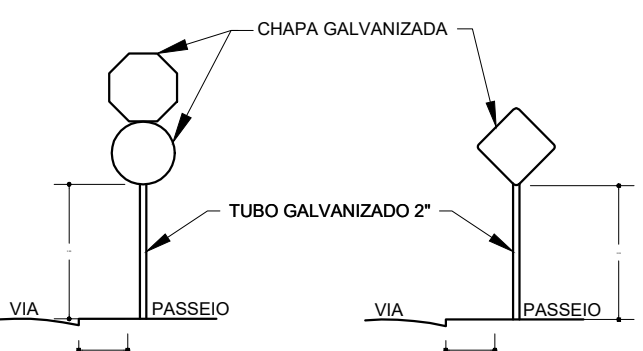 CHAPA GALVANIZADA
TUBO GALVANIZADO 2"
VIA
PASSEIO
VIA
PASSEIO